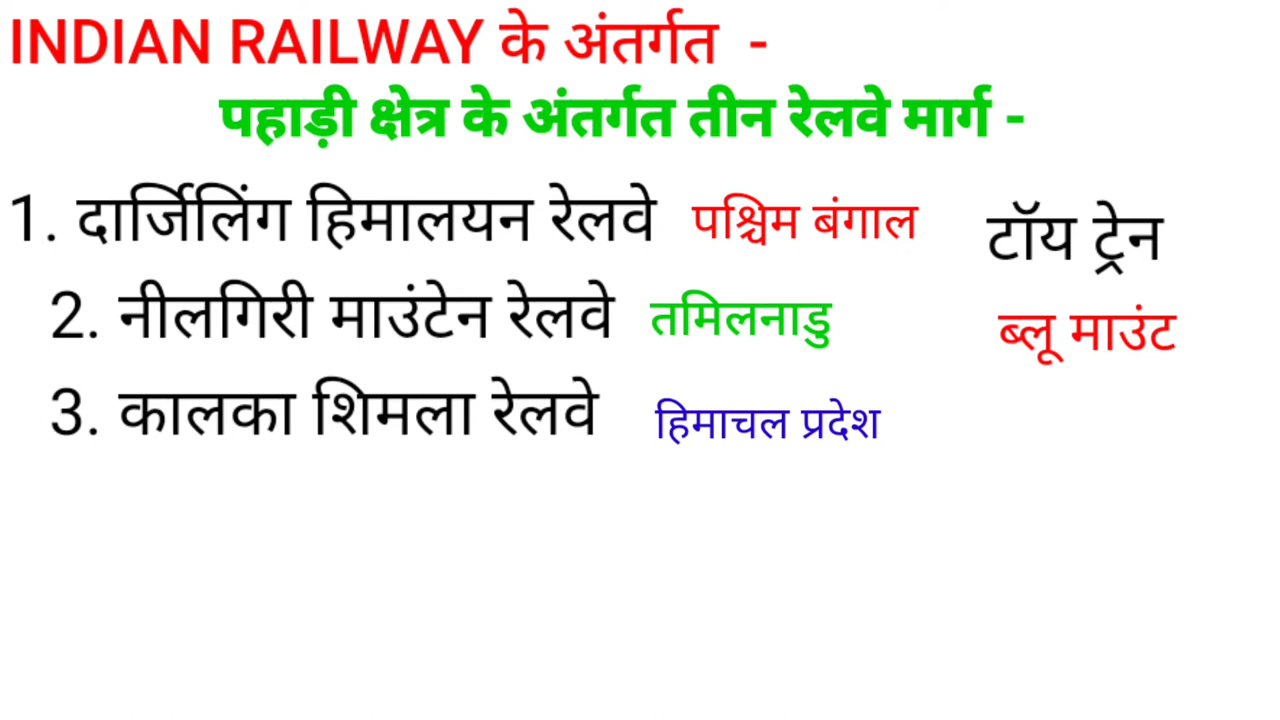 INDIAN RAILWAY के अंतर्गत -
पहाड़ी क्षेत्र के अंतर्गत तीन रेलवे मार्ग -
1. दार्जिलिंग हिमालयन रेलवे पश्चिम बंगाल टॉय ट्रेन
2. नीलगिरी माउंटेन रेलवे तमिलनाडु ब्लू माउंट
3. कालका शिमला रेलवे हिमाचल प्रदेश